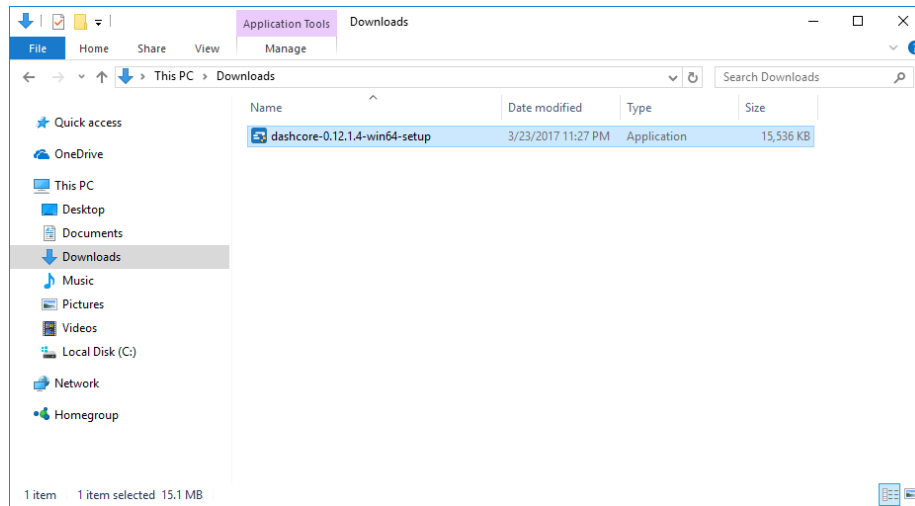 Application Tools Downloads
File Home Share View Manage
This PC Downloads Search Downloads
Name Date modified Type Size
dashcore-0.12.1.4-win64-setup 3/23/2017 11:27 PM Application 15,536 KB
Quick access
OneDrive
This PC
Desktop
Documents
Downloads
Music
Pictures
Videos
Local Disk (C:)
Network
Homegroup
1 item 1 item selected 15.1 MB